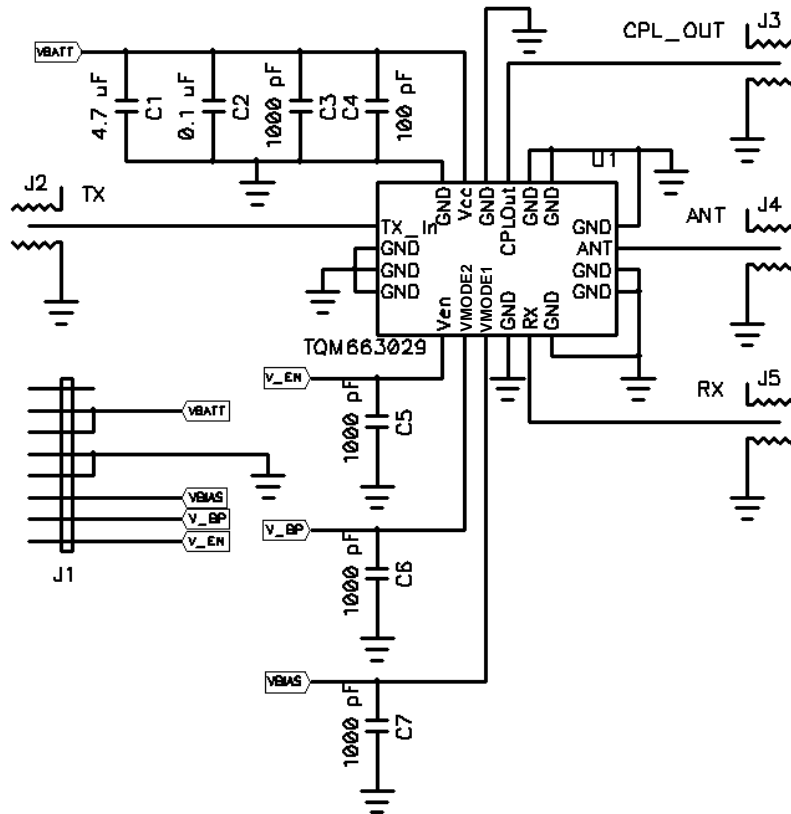 CPL_OUT
J3
VBATT
4.7 uF
C1
0.1 uF
C2
1000 pF
C3
C4
100 pF
U1
J2
TX
GND
Vcc
GND
CPLOut
GND
GND
ANT
J4
TX_In
GND
GND
GND
GND
ANT
GND
GND
Ven
VMODE2
VMODE1
GND
RX
GND
TQM663029
V_EN
1000 pF
C5
RX
J5
VBATT
VBIAS
V_BP
V_EN
J1
V_BP
1000 pF
C6
VBIAS
1000 pF
C7